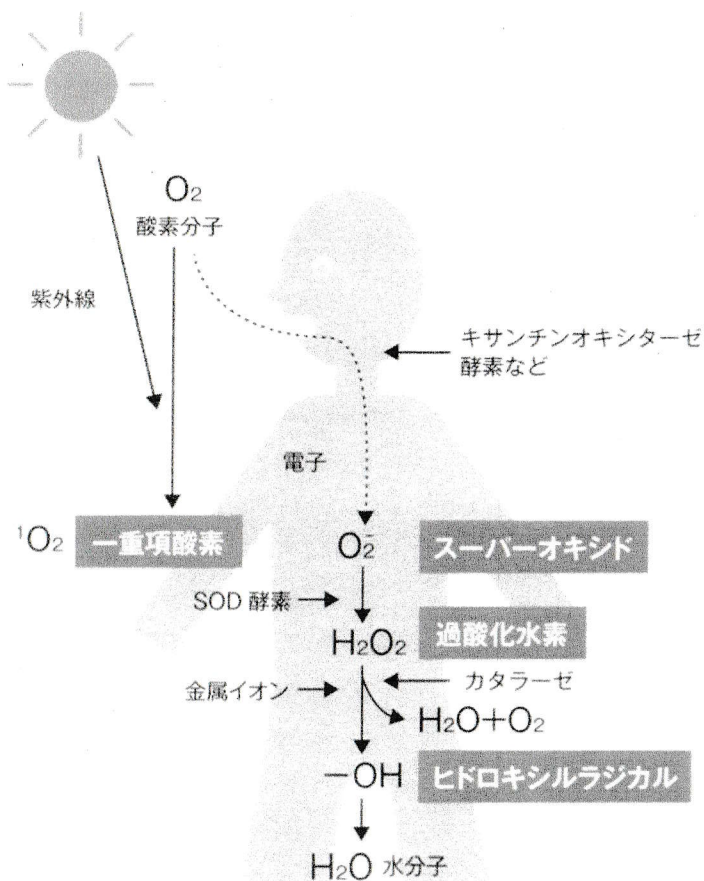 O₂
酸素分子
紫外線
キサンチンオキシターゼ
酵素など
電子
¹O₂ 一重項酸素
O₂⁻ スーパーオキシド
SOD 酵素
H₂O₂ 過酸化水素
金属イオン
カタラーゼ
H₂O+O₂
−OH ヒドロキシルラジカル
H₂O 水分子